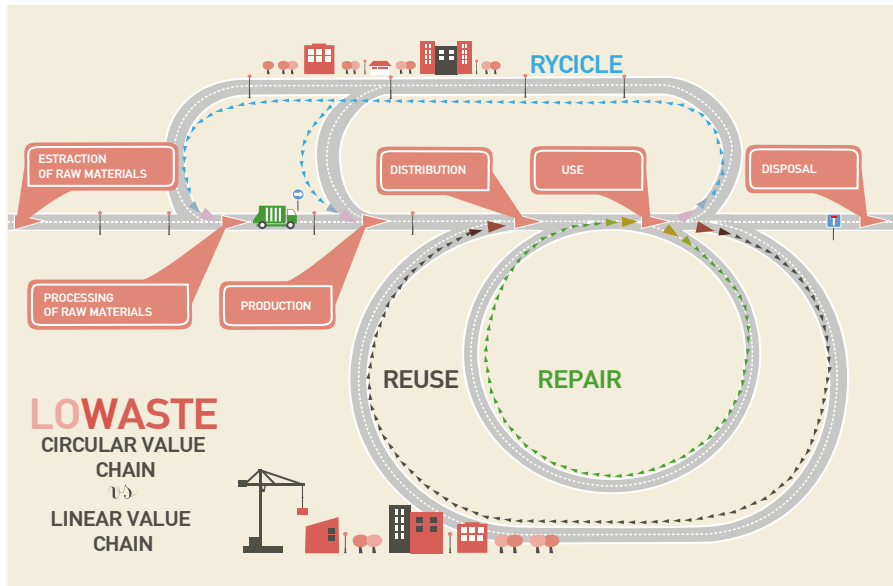 RYCICLE
ESTRACTION
OF RAW MATERIALS
DISTRIBUTION
USE
DISPOSAL
PROCESSING
OF RAW MATERIALS
PRODUCTION
REUSE
REPAIR
LOWASTE
CIRCULAR VALUE
CHAIN
vs
LINEAR VALUE
CHAIN